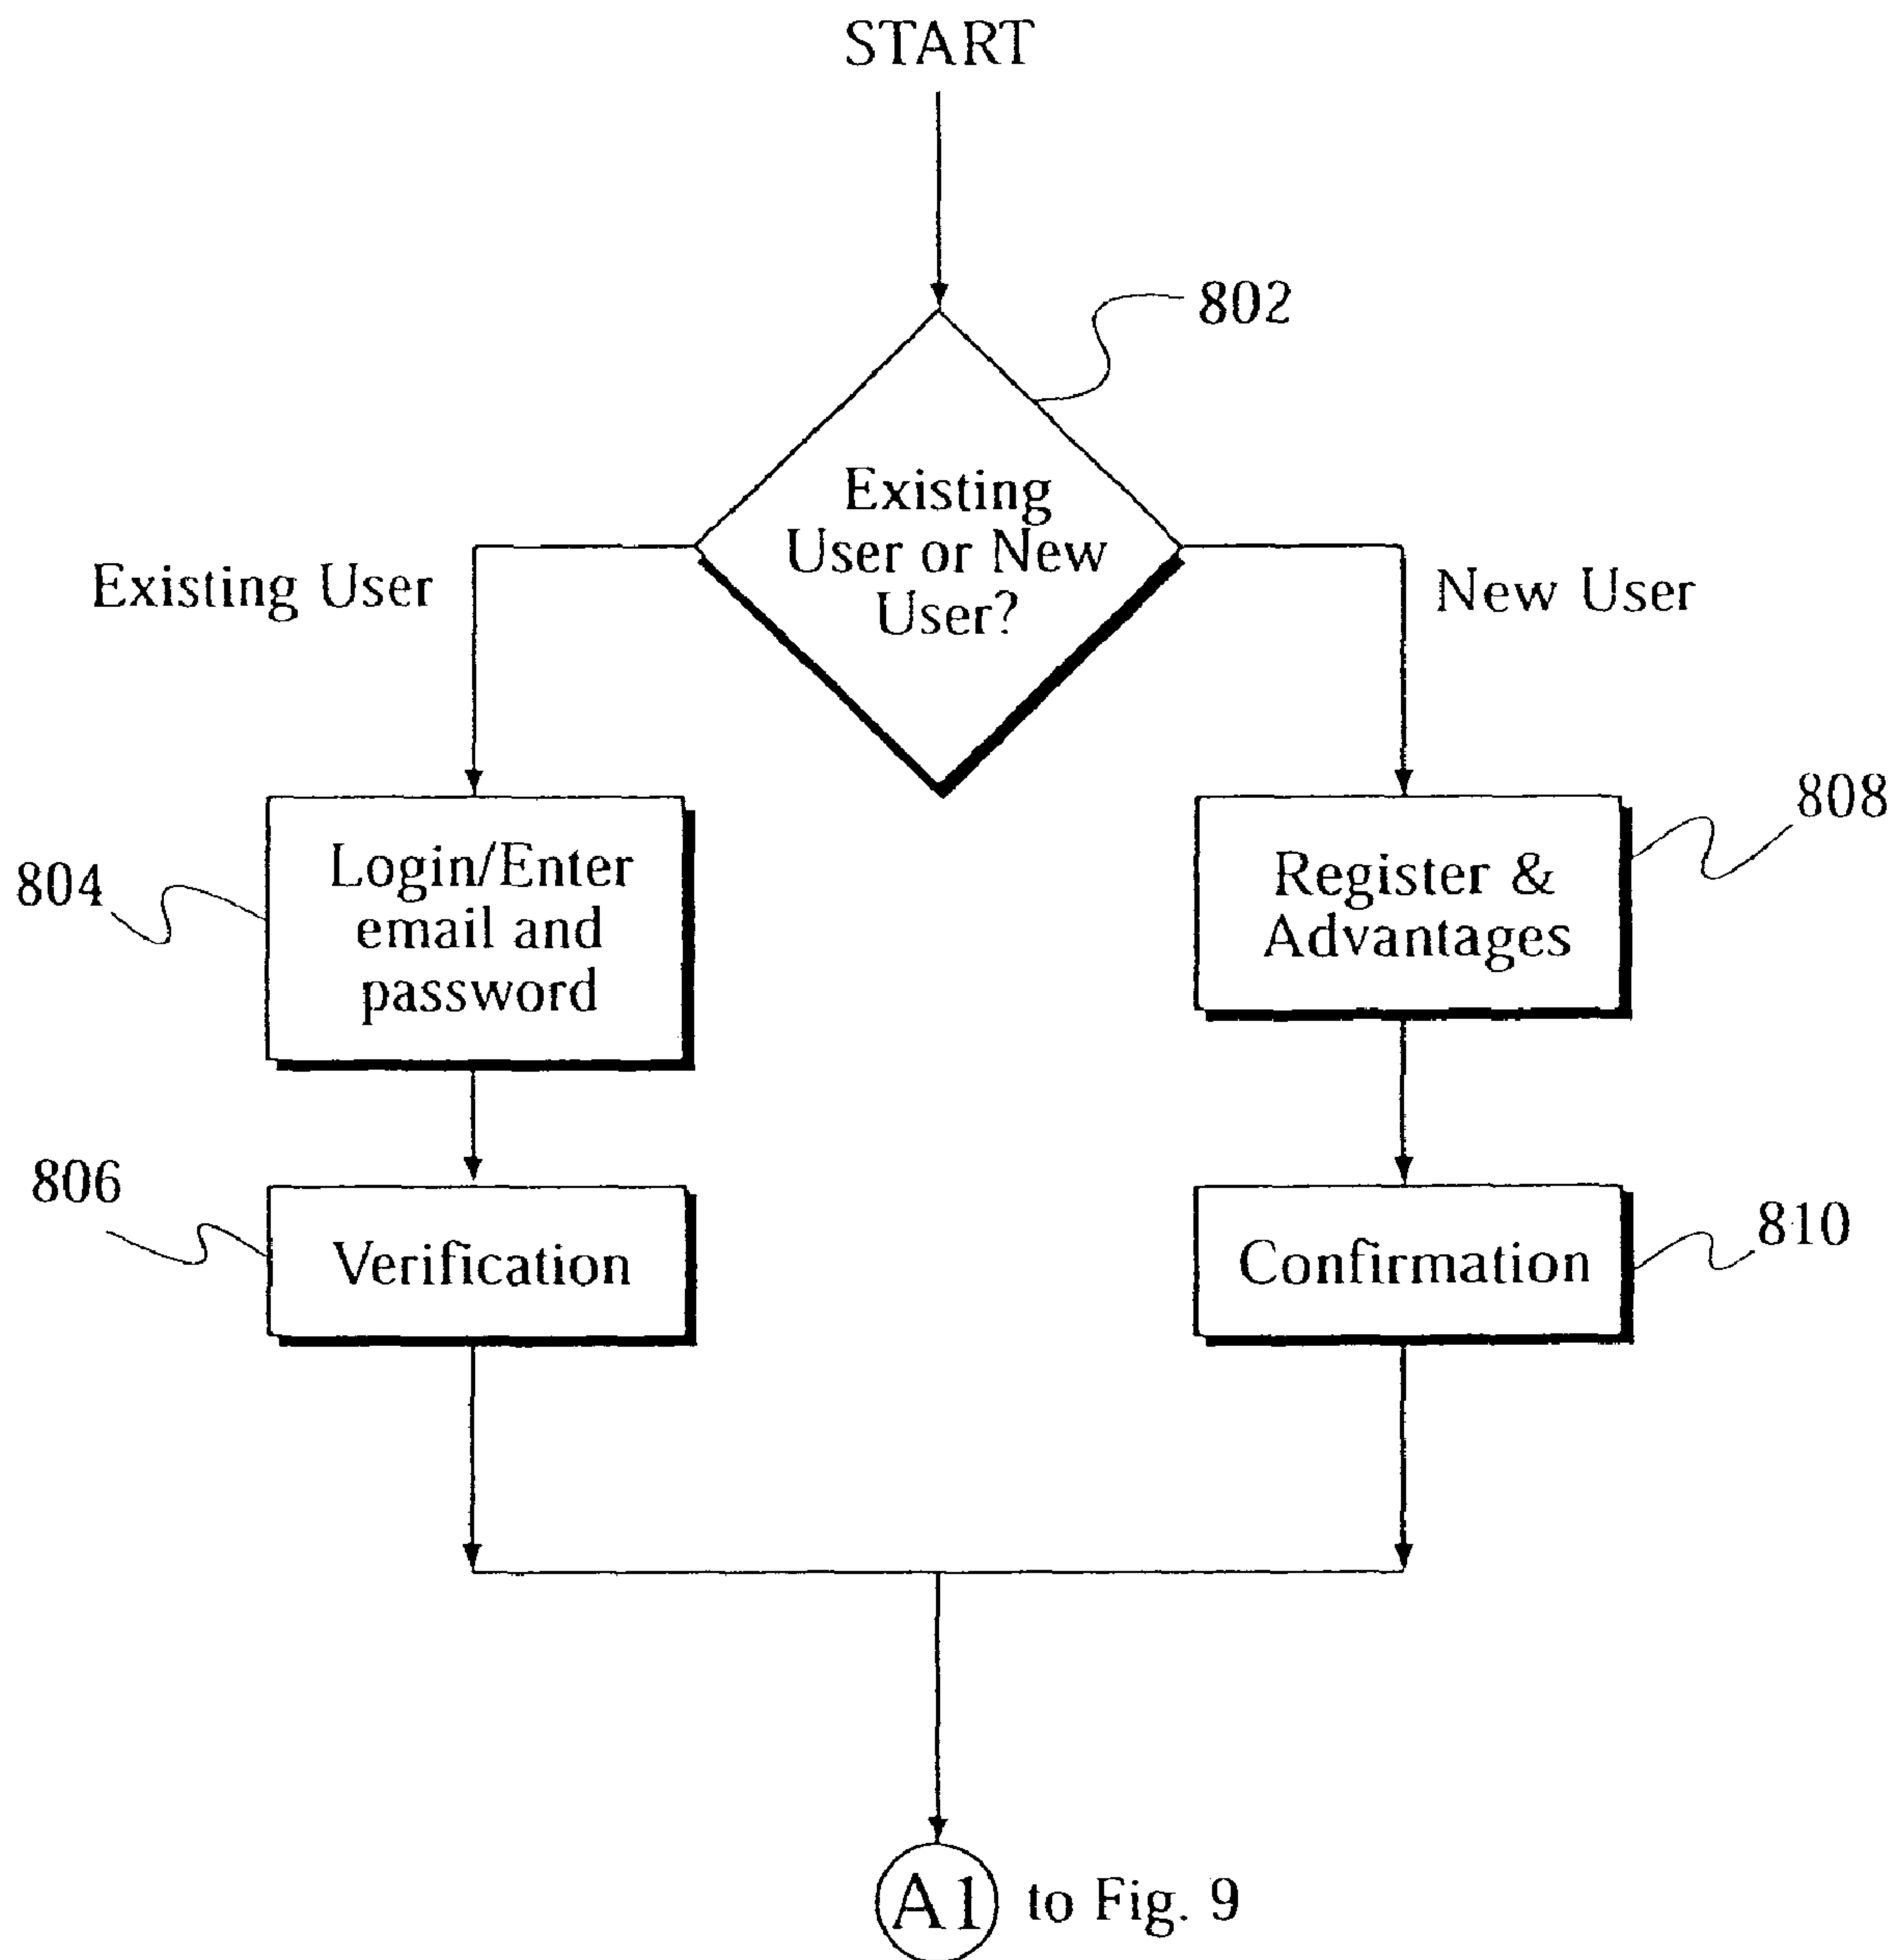 START
802
Existing
User or New
User?
Existing User
New User
808
804
Login/Enter
email and
password
Register &
Advantages
806
Verification
810
Confirmation
A1 to Fig. 9